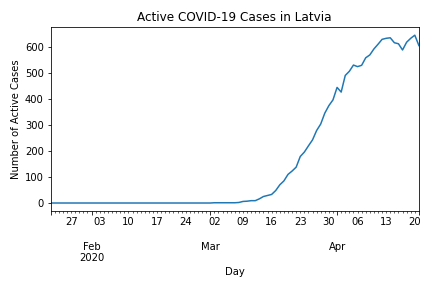 Active COVID-19 Cases in Latvia
Number of Active Cases
600
500
400
300
200
100
0
27 03 10 17 24 02 09 16 23 30 06 13 20
Feb Mar Apr
2020
Day